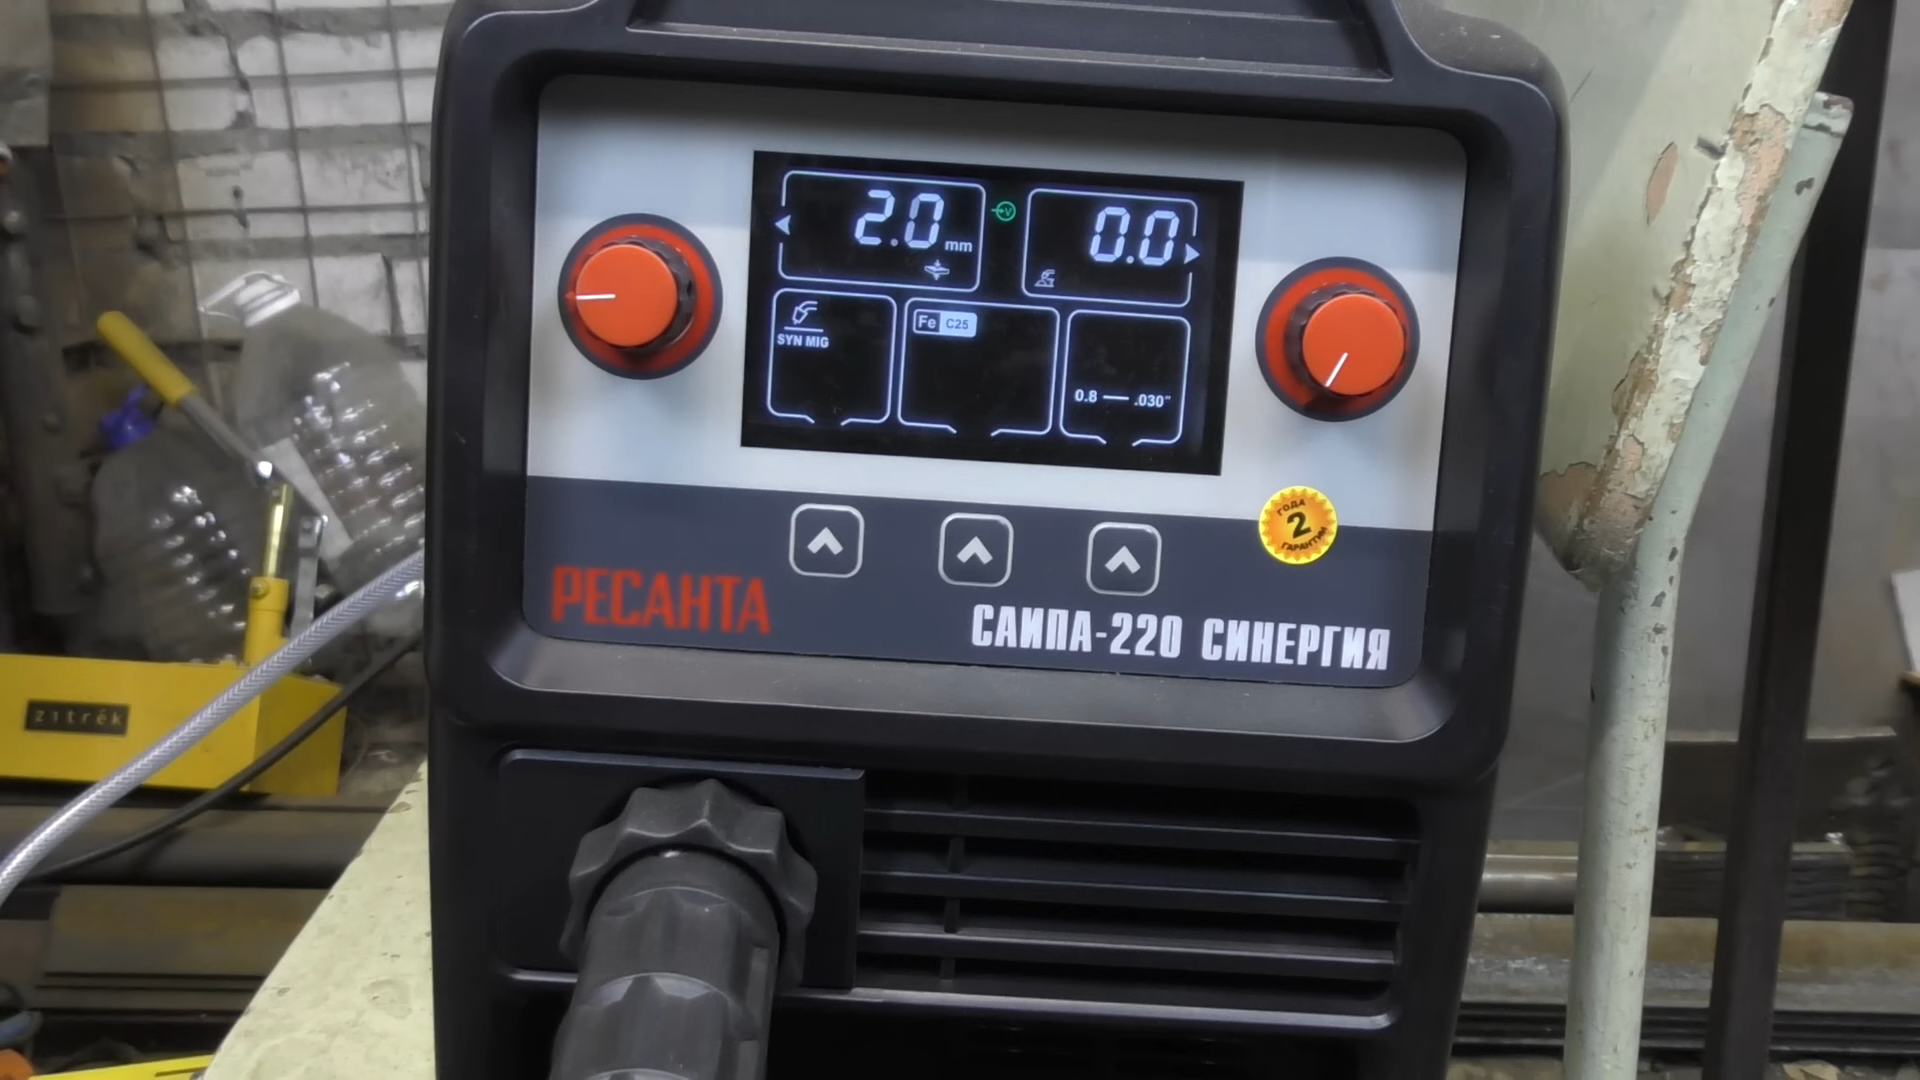 2.0 mm
0.0
SYN MIG
Fe C25
0.8 — .030"
ГОДА
2
ГАРАНТИИ
РЕСАНТА
САИПА-220 СИНЕРГИЯ
zitrék